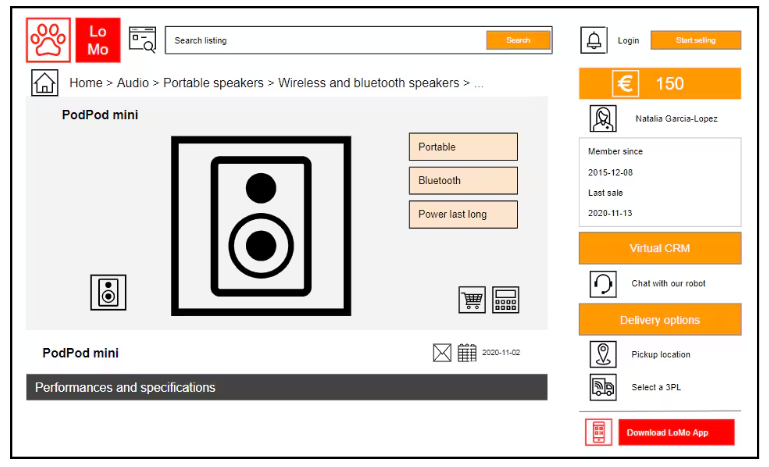 Lo
Mo
Search listing
Search
Login
Start selling
Home > Audio > Portable speakers > Wireless and bluetooth speakers > ...
€ 150
PodPod mini
Natalia Garcia-Lopez
Portable
Bluetooth
Power last long
Member since
2015-12-08
Last sale
2020-11-13
Virtual CRM
Chat with our robot
Delivery options
PodPod mini
2020-11-02
Pickup location
Performances and specifications
Select a 3PL
Download LoMo App